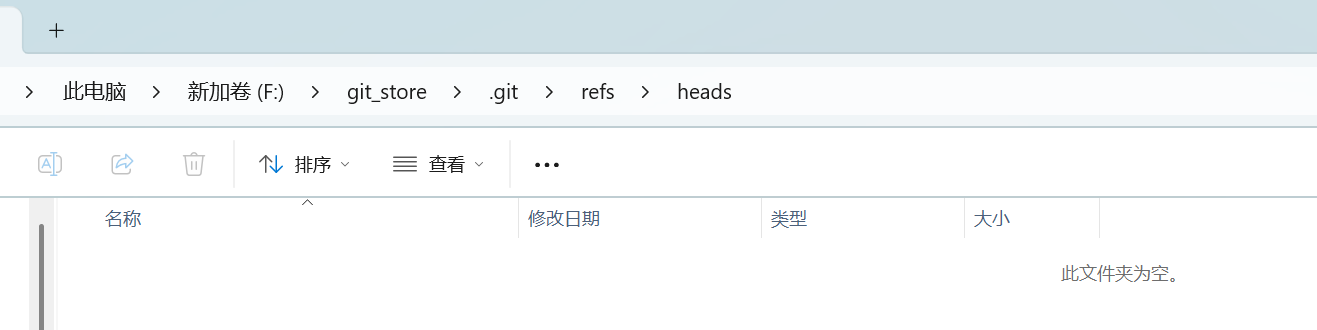 此电脑 新加卷 (F:) git_store .git refs heads
排序 查看
名称 修改日期 类型 大小
此文件夹为空。